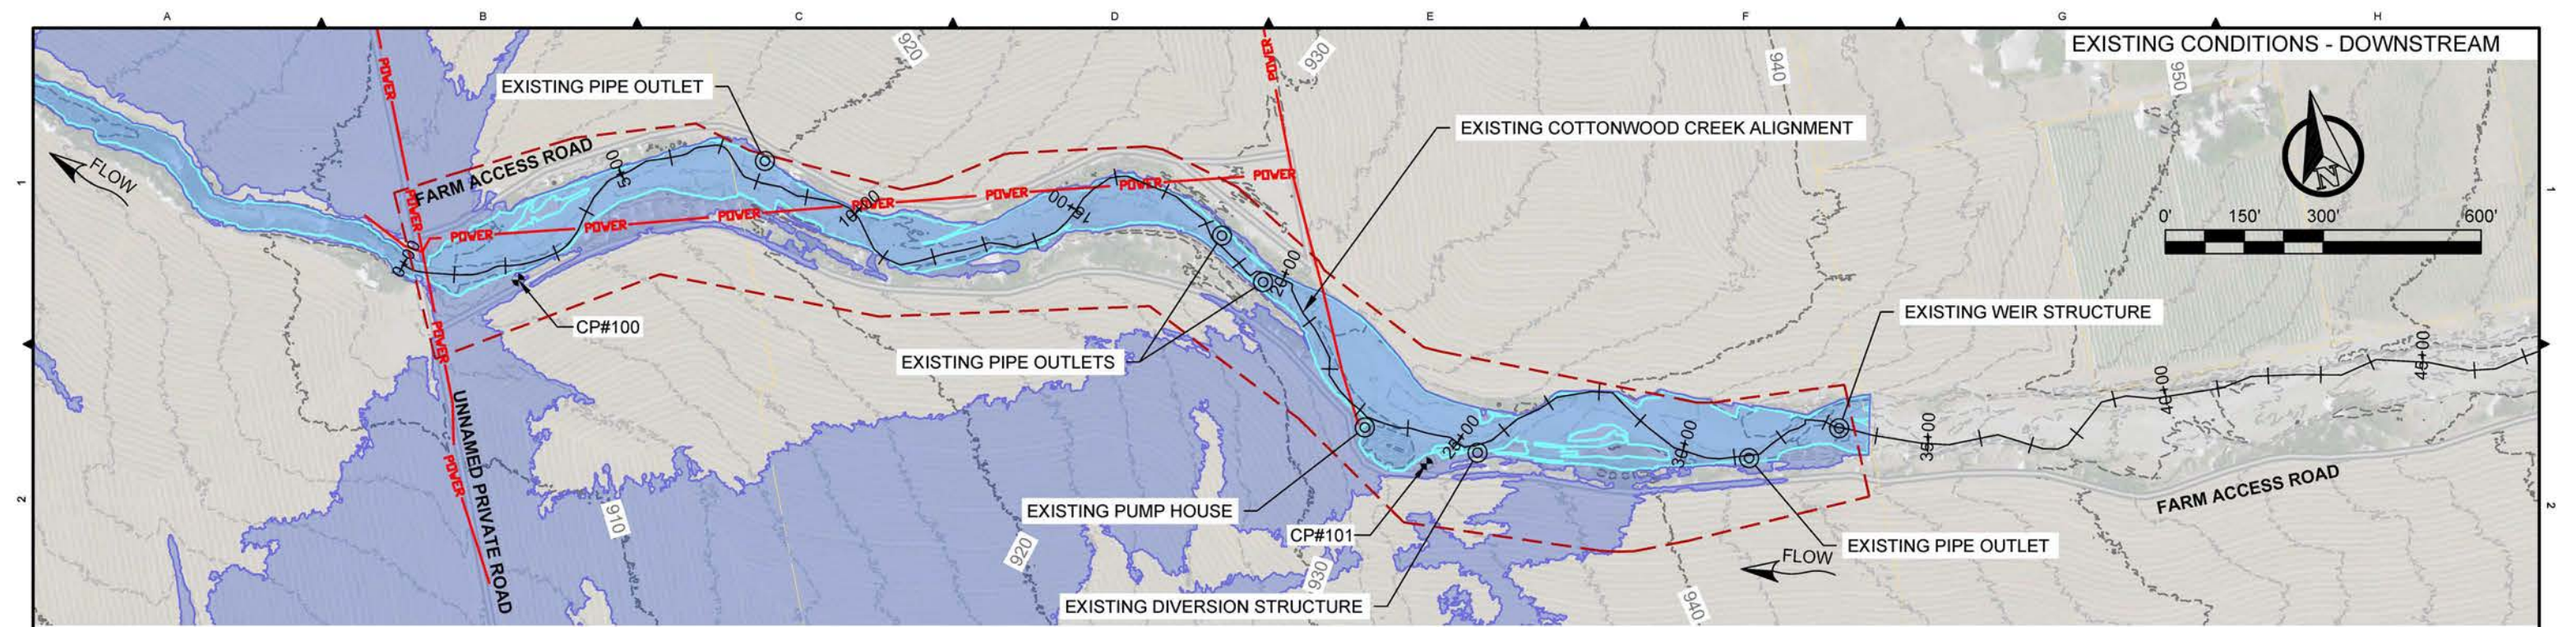 A B C D E F G H
EXISTING CONDITIONS - DOWNSTREAM
920
930
940
950
POWER
POWER
EXISTING PIPE OUTLET
EXISTING COTTONWOOD CREEK ALIGNMENT
FLOW
FARM ACCESS ROAD
5+00
1
1
N
POWER
POWER
POWER
POWER
POWER
POWER
POWER
POWER
10+00
15+00
0+00
20+00
0' 150' 300' 600'
CP#100
EXISTING WEIR STRUCTURE
POWER
EXISTING PIPE OUTLETS
UNNAMED PRIVATE ROAD
POWER
25+00
30+00
35+00
40+00
45+00
2
2
910
920
930
940
EXISTING PUMP HOUSE
CP#101
FARM ACCESS ROAD
EXISTING PIPE OUTLET
FLOW
EXISTING DIVERSION STRUCTURE